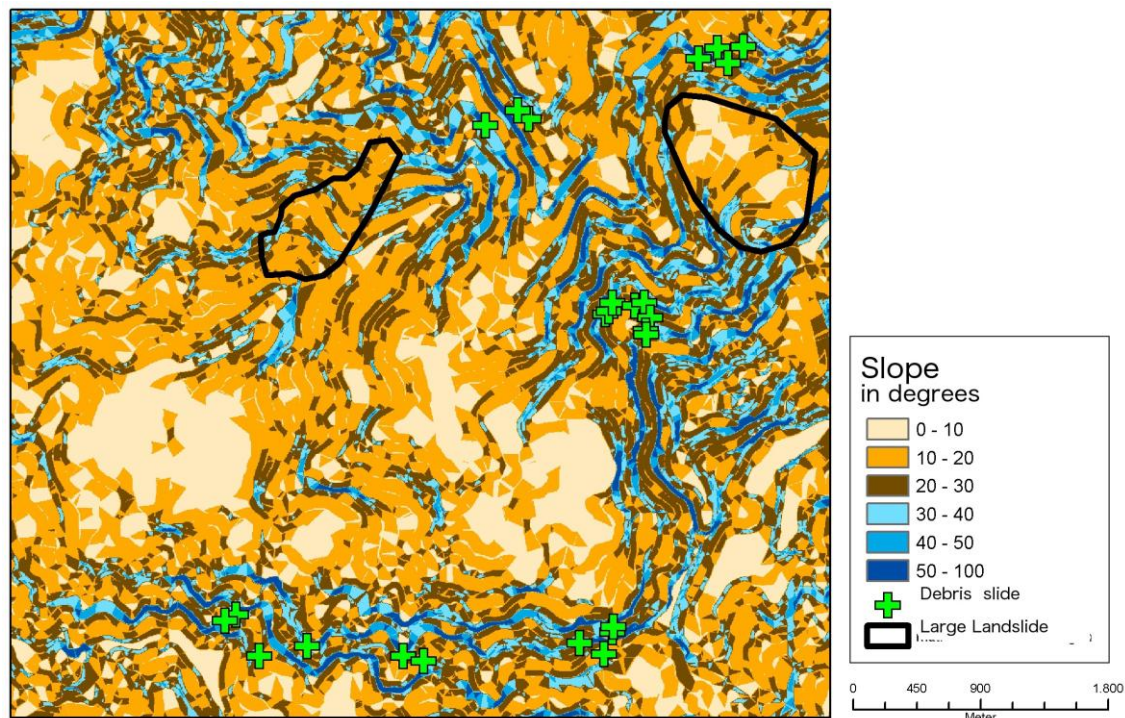 Slope
in degrees
0 - 10
10 - 20
20 - 30
30 - 40
40 - 50
50 - 100
Debris slide
Large Landslide
0 450 900 1.800
Meter